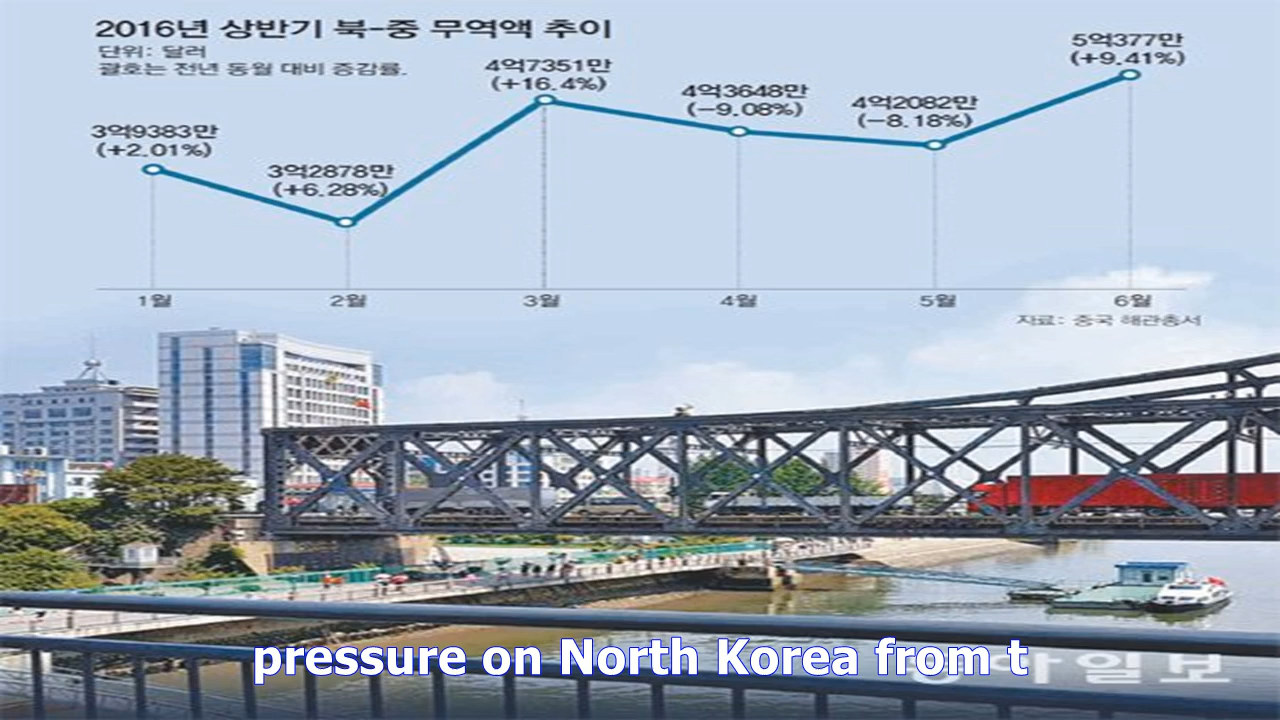 2016년 상반기 북-중 무역액 추이
단위: 달러
괄호는 전년 동월 대비 증감률.
3억9383만
(+2.01%)
3억2878만
(+6.28%)
4억7351만
(+16.4%)
4억3648만
(-9.08%)
4억2082만
(-8.18%)
5억377만
(+9.41%)
1월 2월 3월 4월 5월 6월
자료: 중국 해관총서
pressure on North Korea from t